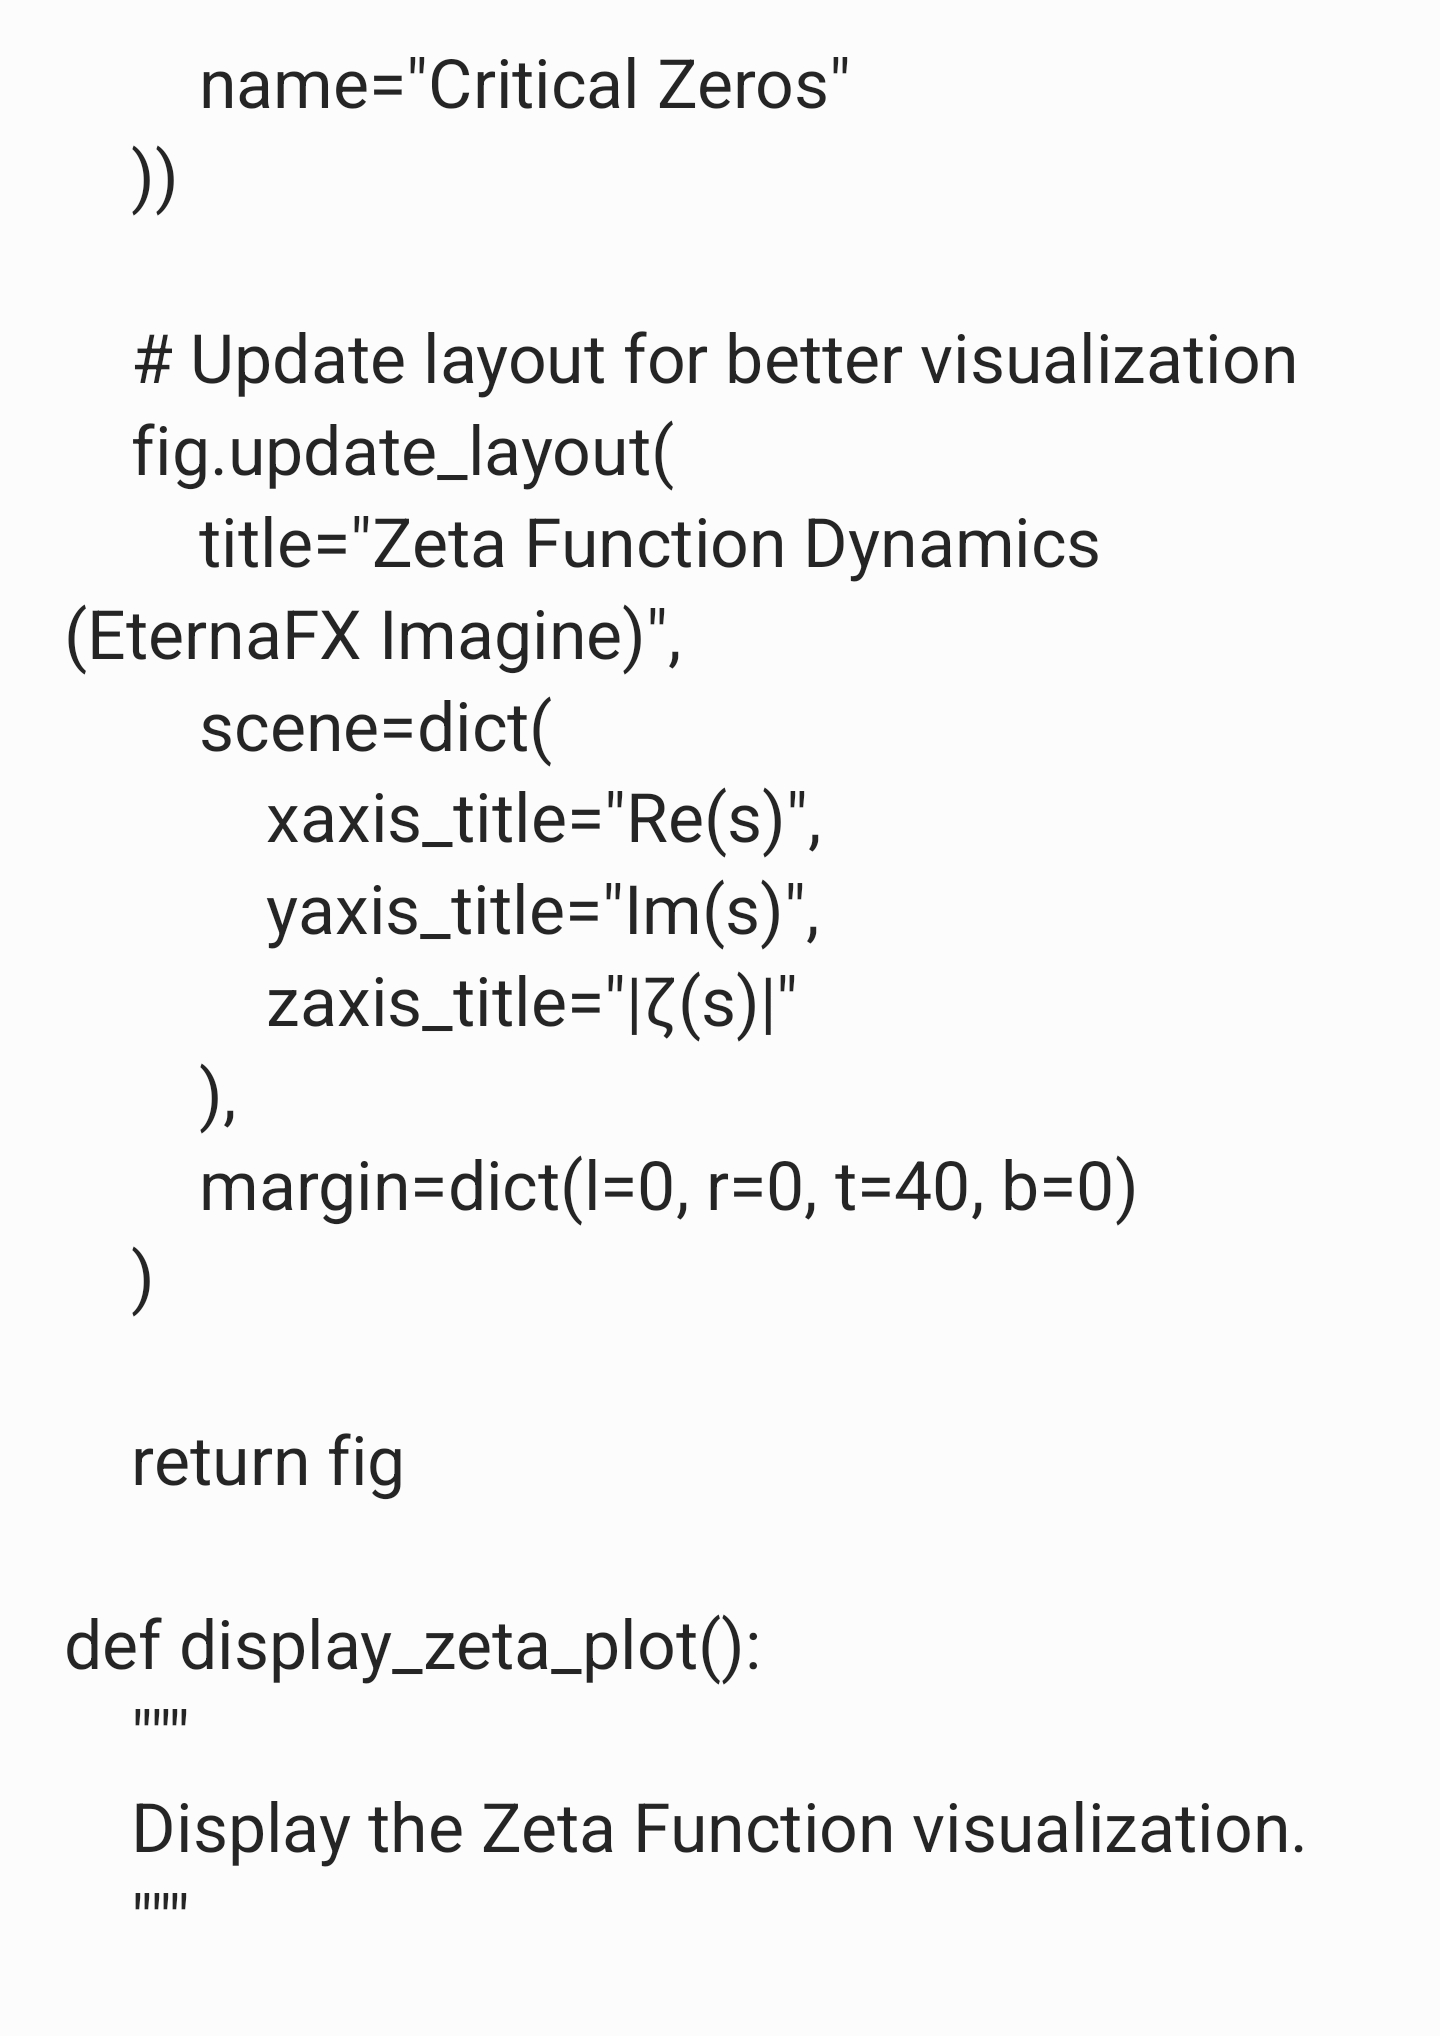 name="Critical Zeros"
))
# Update layout for better visualization
fig.update_layout(
title="Zeta Function Dynamics
(EternaFX Imagine)",
scene=dict(
xaxis_title="Re(s)",
yaxis_title="Im(s)",
zaxis_title="|ζ(s)|"
),
margin=dict(l=0, r=0, t=40, b=0)
)
return fig
def display_zeta_plot():
"""
Display the Zeta Function visualization.
"""